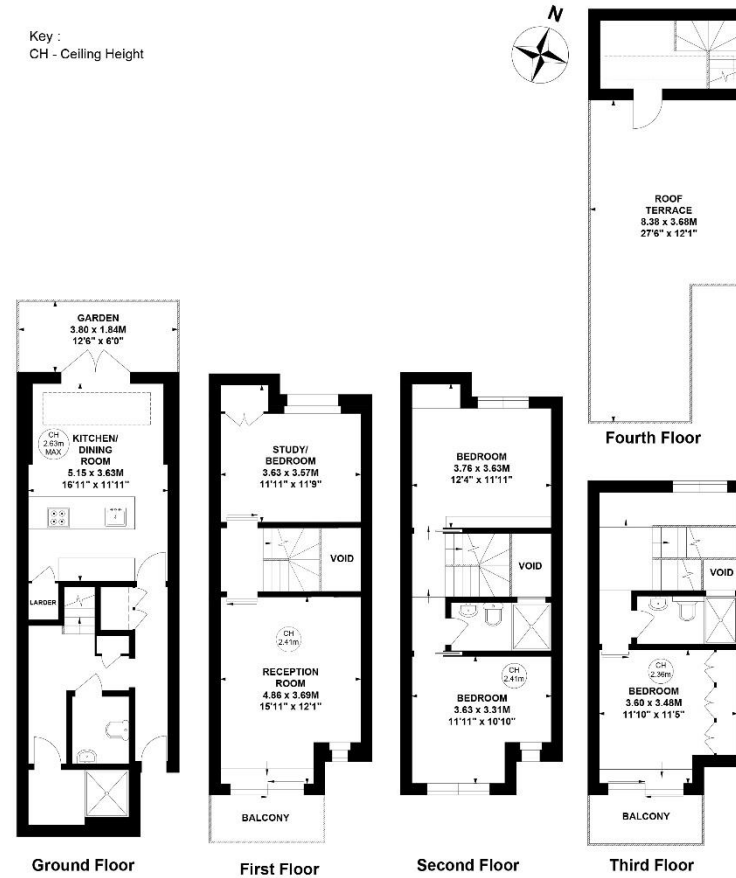 Key :
CH - Ceiling Height
N
ROOF
TERRACE
8.38 x 3.68M
27'6" x 12'1"
Fourth Floor
GARDEN
3.80 x 1.84M
12'6" x 6'0"
CH
2.63m
MAX
KITCHEN/
DINING
ROOM
5.15 x 3.63M
16'11" x 11'11"
LARDER
Ground Floor
STUDY/
BEDROOM
3.63 x 3.57M
11'11" x 11'9"
VOID
CH
2.41m
RECEPTION
ROOM
4.86 x 3.69M
15'11" x 12'1"
BALCONY
First Floor
BEDROOM
3.76 x 3.63M
12'4" x 11'11"
VOID
CH
2.41m
BEDROOM
3.63 x 3.31M
11'11" x 10'10"
Second Floor
VOID
CH
2.36m
BEDROOM
3.60 x 3.48M
11'10" x 11'5"
BALCONY
Third Floor